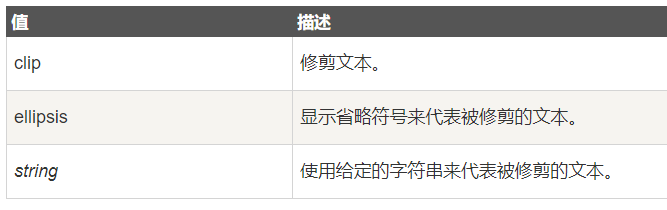 值 描述
clip 修剪文本。
ellipsis 显示省略符号来代表被修剪的文本。
string 使用给定的字符串来代表被修剪的文本。